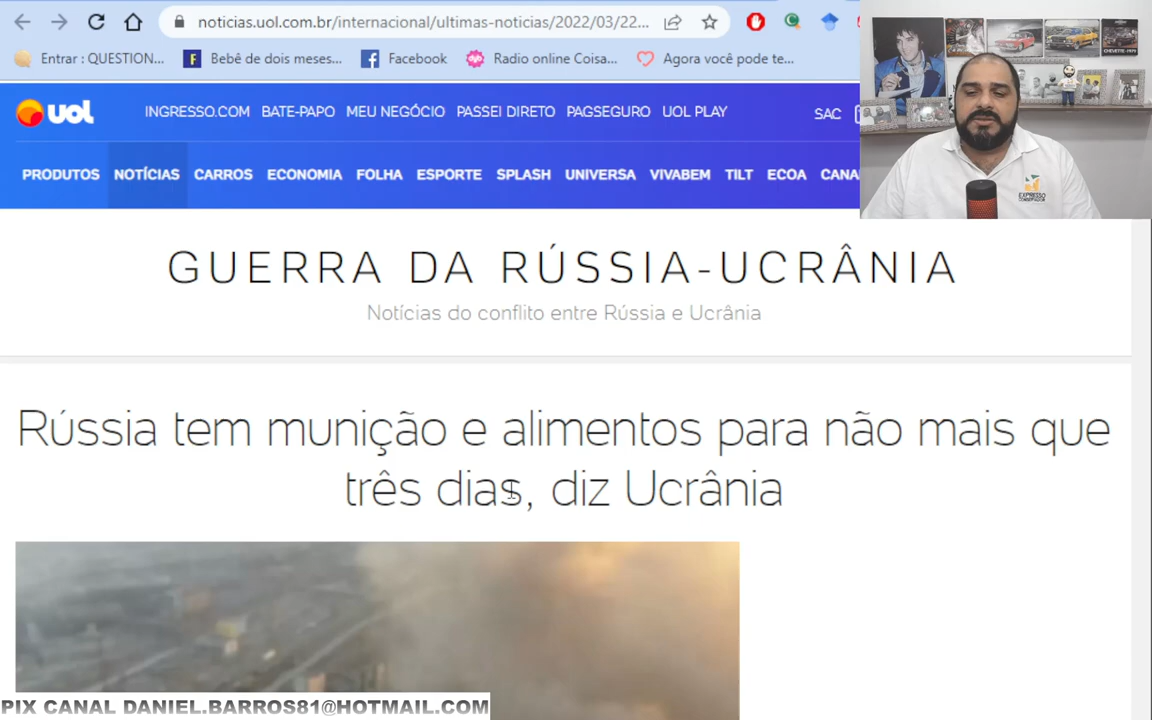 noticias.uol.com.br/internacional/ultimas-noticias/2022/03/22...
Entrar : QUESTION... Bebê de dois meses... Facebook Radio online Coisa... Agora você pode te...
UOL INGRESSO.COM BATE-PAPO MEU NEGÓCIO PASSEI DIRETO PAGSEGURO UOL PLAY SAC
PRODUTOS NOTÍCIAS CARROS ECONOMIA FOLHA ESPORTE SPLASH UNIVERSA VIVABEM TILT ECOA CANA
EXPRESSO
CONSERVADOR
GUERRA DA RÚSSIA-UCRÂNIA
Notícias do conflito entre Rússia e Ucrânia
Rússia tem munição e alimentos para não mais que
três dias, diz Ucrânia
PIX CANAL DANIEL.BARROS81@HOTMAIL.COM